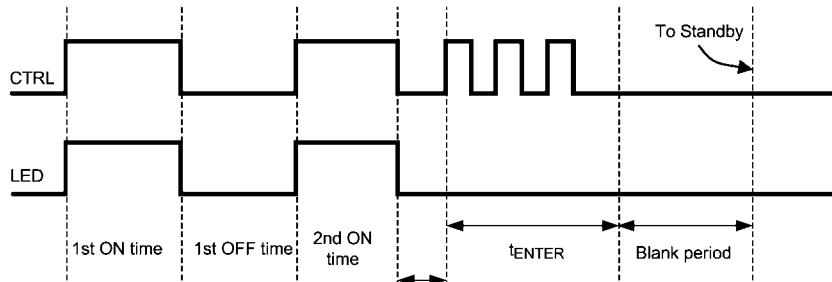 To Standby
CTRL
LED
1st ON time
1st OFF time
2nd ON
time
tENTER
Blank period